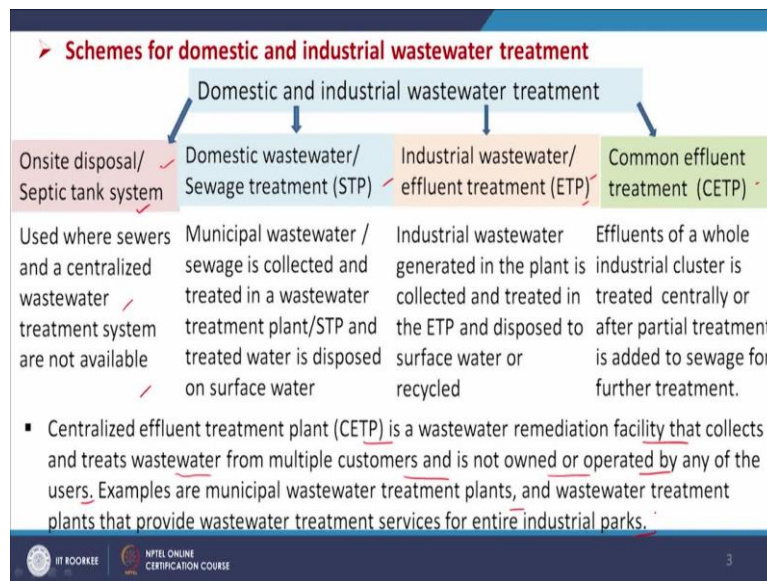 Schemes for domestic and industrial wastewater treatment
Domestic and industrial wastewater treatment
Onsite disposal/
Septic tank system
Used where sewers
and a centralized
wastewater
treatment system
are not available
Domestic wastewater/
Sewage treatment (STP)
Municipal wastewater /
sewage is collected and
treated in a wastewater
treatment plant/STP and
treated water is disposed
on surface water
Industrial wastewater/
effluent treatment (ETP)
Industrial wastewater
generated in the plant is
collected and treated in
the ETP and disposed to
surface water or
recycled
Common effluent
treatment (CETP)
Effluents of a whole
industrial cluster is
treated centrally or
after partial treatment
is added to sewage for
further treatment.
Centralized effluent treatment plant (CETP) is a wastewater remediation facility that collects
and treats wastewater from multiple customers and is not owned or operated by any of the
users. Examples are municipal wastewater treatment plants, and wastewater treatment
plants that provide wastewater treatment services for entire industrial parks.
IIT ROORKEE
NPTEL ONLINE
CERTIFICATION COURSE
3